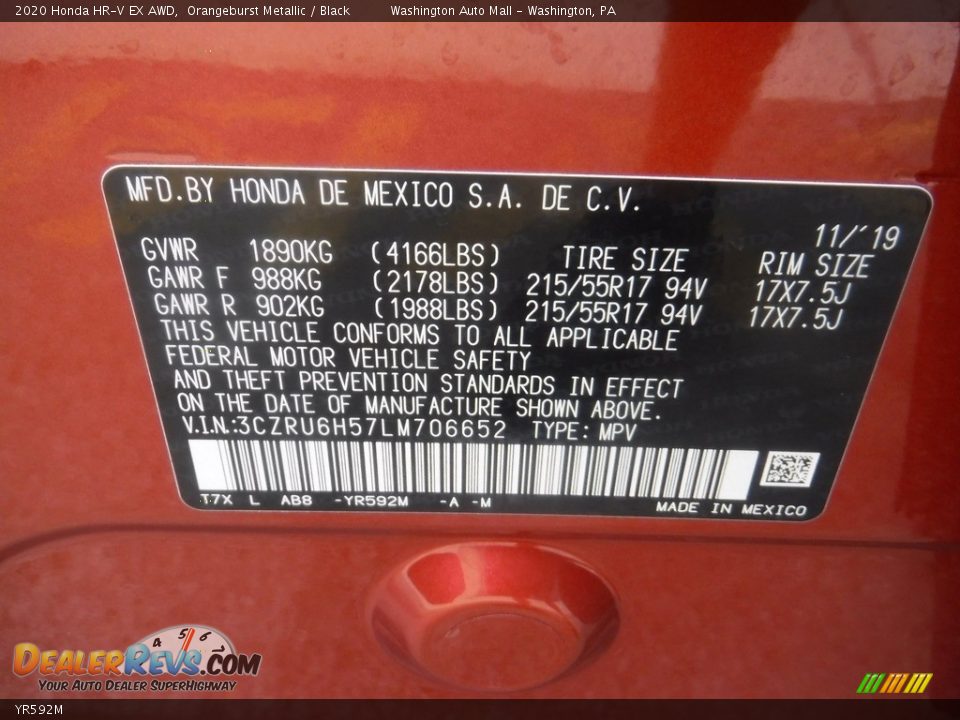 2020 Honda HR-V EX AWD, Orangeburst Metallic / Black Washington Auto Mall - Washington, PA
MFD.BY HONDA DE MEXICO S.A. DE C.V.
11/'19
GVWR 1890KG (4166LBS) TIRE SIZE RIM SIZE
GAWR F 988KG (2178LBS) 215/55R17 94V 17X7.5J
GAWR R 902KG (1988LBS) 215/55R17 94V 17X7.5J
THIS VEHICLE CONFORMS TO ALL APPLICABLE
FEDERAL MOTOR VEHICLE SAFETY
AND THEFT PREVENTION STANDARDS IN EFFECT
ON THE DATE OF MANUFACTURE SHOWN ABOVE.
V.I.N.:3CZRU6H57LM706652 TYPE: MPV
T7X L AB8 -YR592M -A -M MADE IN MEXICO
4 5 6
DEALERREVS.COM
YOUR AUTO DEALER SUPERHIGHWAY
YR592M